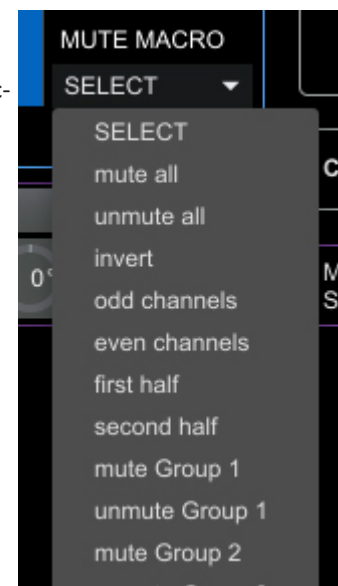 MUTE MACRO
SELECT
SELECT
mute all
unmute all
invert
odd channels
even channels
first half
second half
mute Group 1
unmute Group 1
mute Group 2
0°
C
M
S